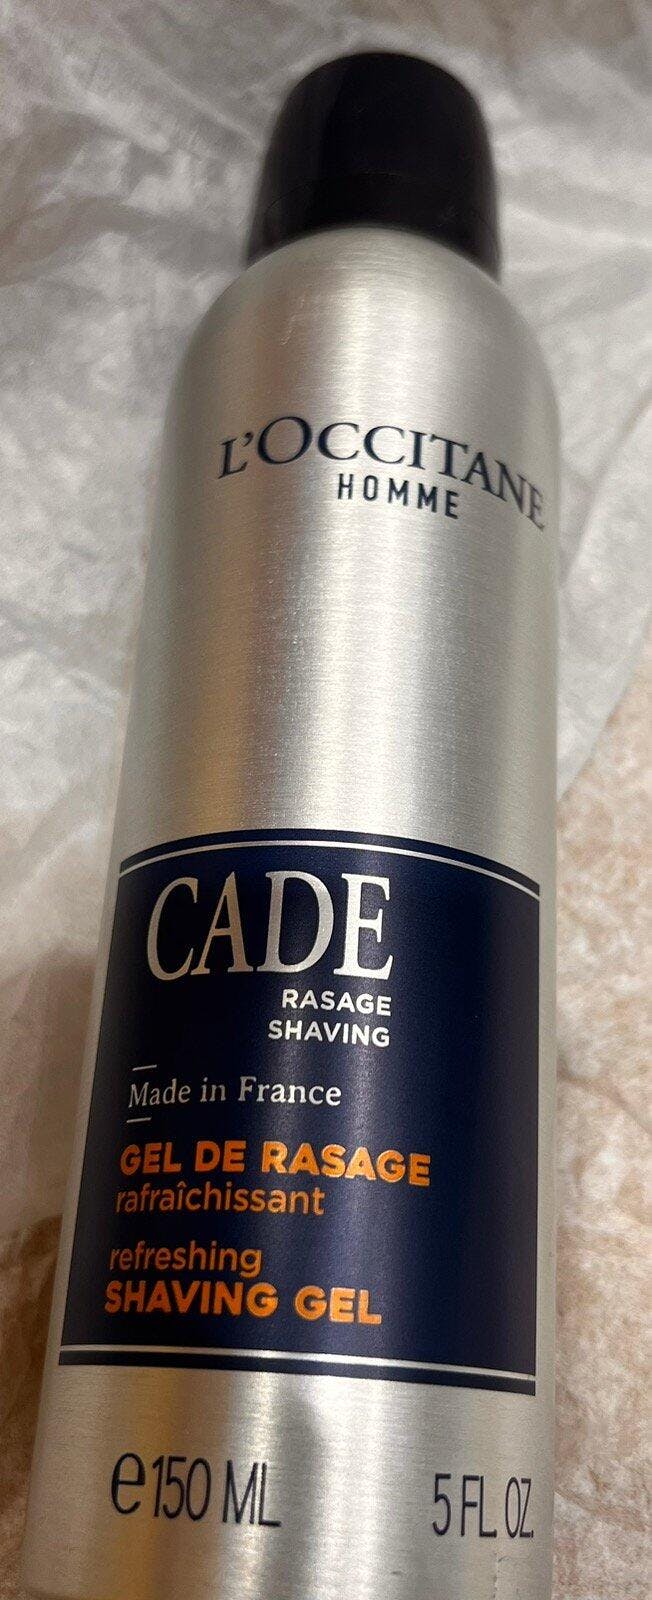 L'OCCITANE
HOMME
CADE
RASAGE
SHAVING
Made in France
GEL DE RASAGE
rafraîchissant
refreshing
SHAVING GEL
e150 ML 5 FL OZ.